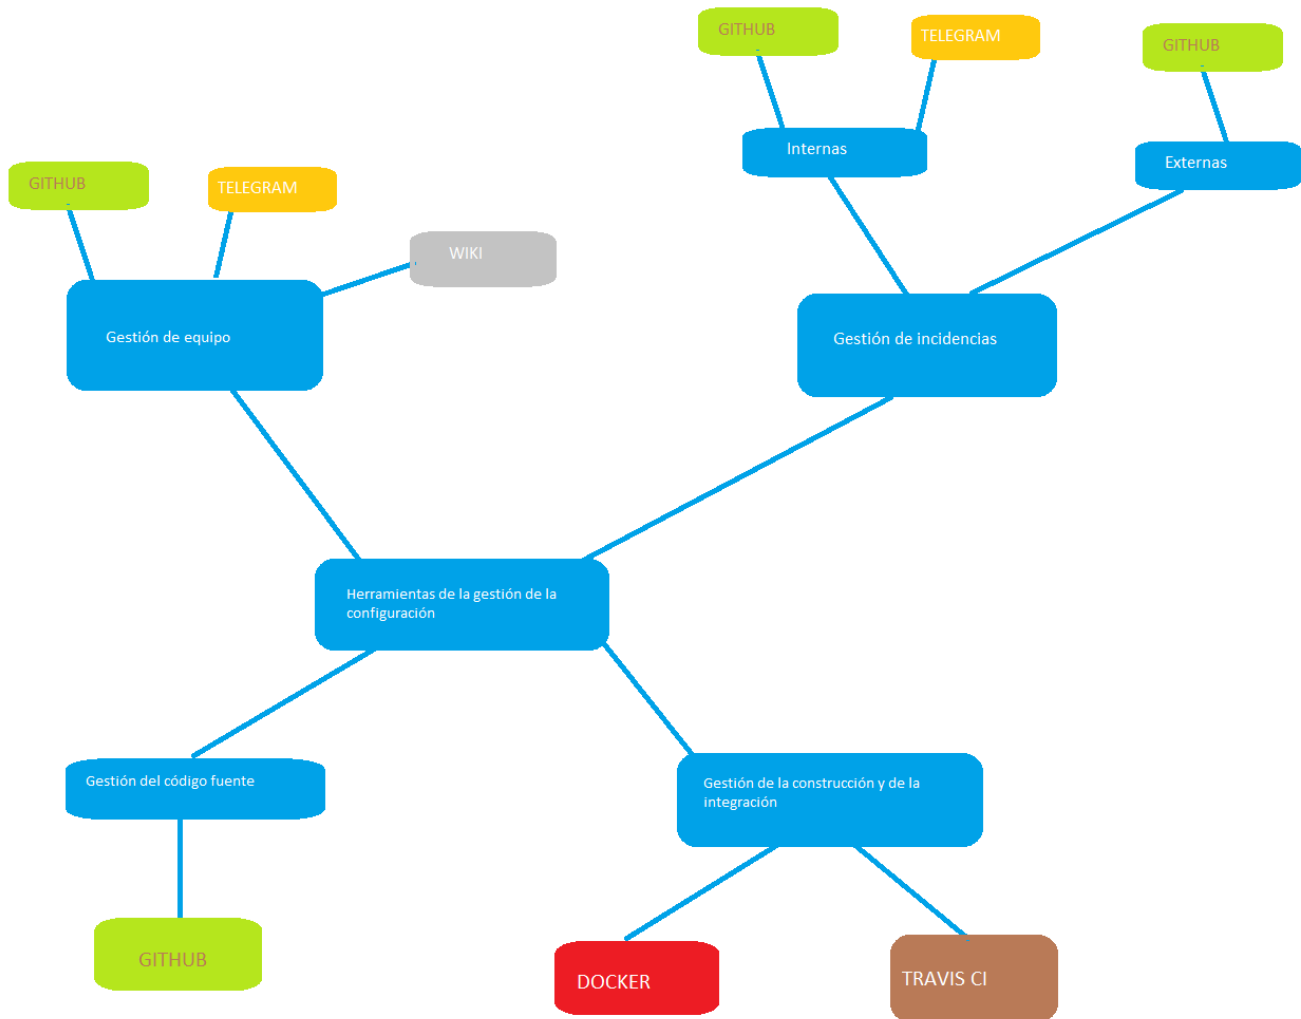 GITHUB
TELEGRAM
GITHUB
Internas
Externas
GITHUB
TELEGRAM
WIKI
Gestión de equipo
Gestión de incidencias
Herramientas de la gestión de la
configuración
Gestión del código fuente
Gestión de la construcción y de la
integración
GITHUB
DOCKER
TRAVIS CI